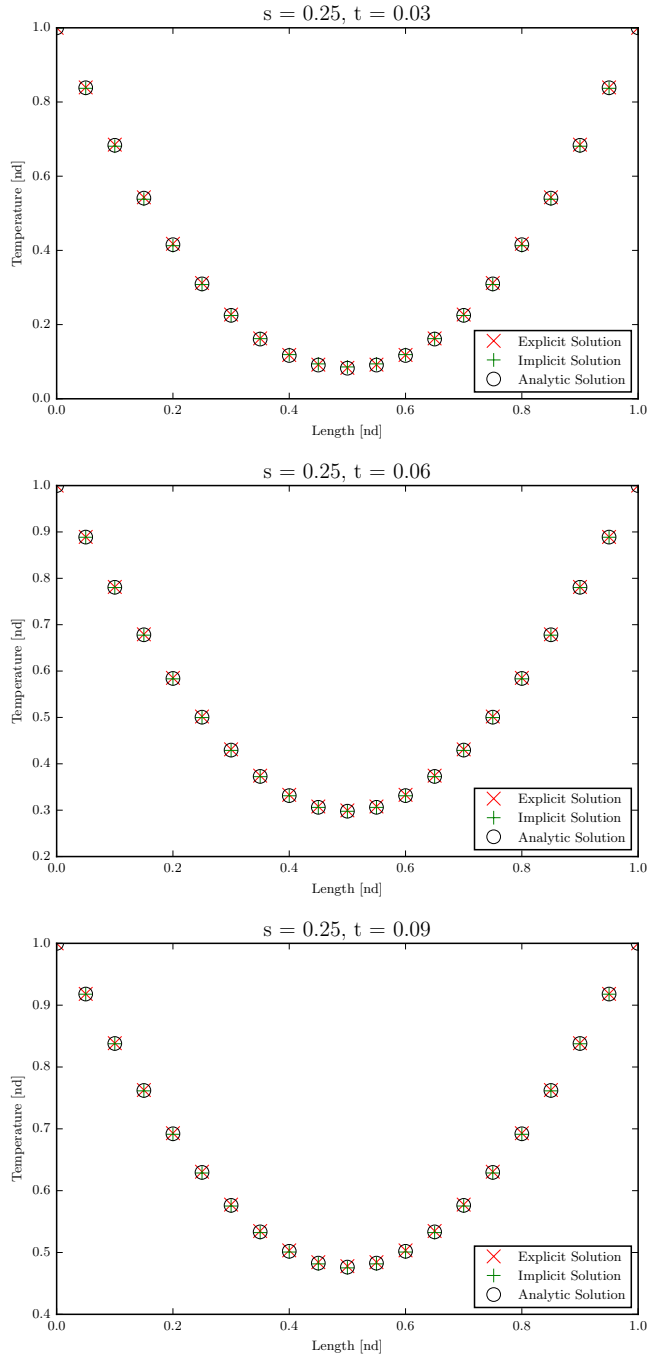 s = 0.25, t = 0.03
1.0
0.8
0.6
0.4
0.2
0.0
Temperature [nd]
Explicit Solution
Implicit Solution
Analytic Solution
0.0 0.2 0.4 0.6 0.8 1.0
Length [nd]
s = 0.25, t = 0.06
1.0
0.9
0.8
0.7
0.6
0.5
0.4
0.3
0.2
Temperature [nd]
Explicit Solution
Implicit Solution
Analytic Solution
0.0 0.2 0.4 0.6 0.8 1.0
Length [nd]
s = 0.25, t = 0.09
1.0
0.9
0.8
0.7
0.6
0.5
0.4
Temperature [nd]
Explicit Solution
Implicit Solution
Analytic Solution
0.0 0.2 0.4 0.6 0.8 1.0
Length [nd]